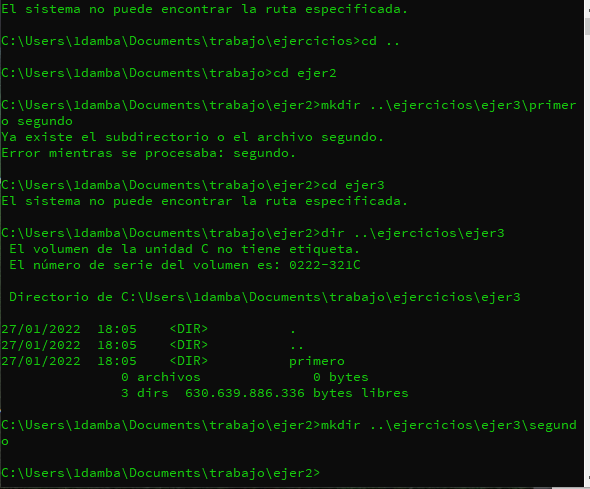 El sistema no puede encontrar la ruta especificada.
C:\Users\1damba\Documents\trabajo\ejercicios>cd ..
C:\Users\1damba\Documents\trabajo>cd ejer2
C:\Users\1damba\Documents\trabajo\ejer2>mkdir ..\ejercicios\ejer3\primer
o segundo
Ya existe el subdirectorio o el archivo segundo.
Error mientras se procesaba: segundo.
C:\Users\1damba\Documents\trabajo\ejer2>cd ejer3
El sistema no puede encontrar la ruta especificada.
C:\Users\1damba\Documents\trabajo\ejer2>dir ..\ejercicios\ejer3
El volumen de la unidad C no tiene etiqueta.
El número de serie del volumen es: 0222-321C
Directorio de C:\Users\1damba\Documents\trabajo\ejercicios\ejer3
27/01/2022  18:05    <DIR>          .
27/01/2022  18:05    <DIR>          ..
27/01/2022  18:05    <DIR>          primero
0 archivos              0 bytes
3 dirs  630.639.886.336 bytes libres
C:\Users\1damba\Documents\trabajo\ejer2>mkdir ..\ejercicios\ejer3\segund
o
C:\Users\1damba\Documents\trabajo\ejer2>